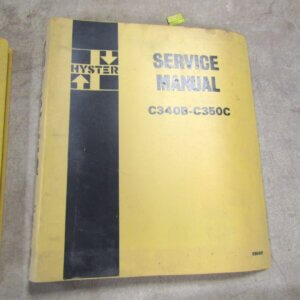 HYSTER
SERVICE
MANUAL
C340B-C350C